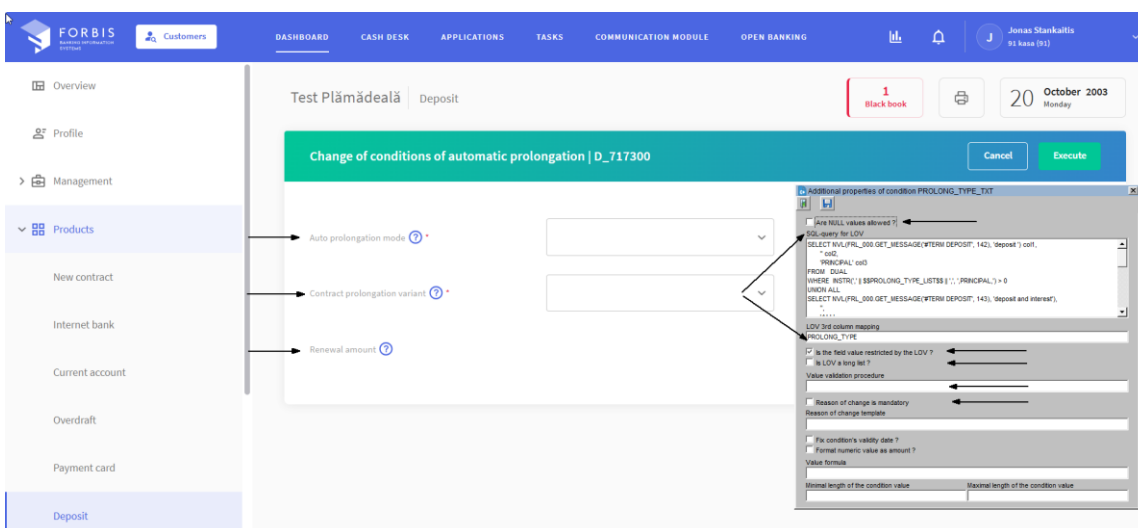 FORBIS
BANKING INFORMATION
SYSTEMS
Customers
DASHBOARD
CASH DESK
APPLICATIONS
TASKS
COMMUNICATION MODULE
OPEN BANKING
J
Jonas Stankaitis
91 kasa (91)
Overview
Profile
Management
Products
New contract
Internet bank
Current account
Overdraft
Payment card
Deposit
Test Plămădeală Deposit
1
Black book
20 October 2003
Monday
Change of conditions of automatic prolongation | D_717300
Cancel
Execute
Auto prolongation mode ? *
Contract prolongation variant ? *
Renewal amount ?
Additional properties of condition PROLONG_TYPE_TXT
Are NULL values allowed ?
SQL-query for LOV
SELECT NVL(FRL_000.GET_MESSAGE('#TERM DEPOSIT', 142), 'deposit ') col1,
'' col2,
'PRINCIPAL' col3
FROM DUAL
WHERE INSTR(',' || $$PROLONG_TYPE_LIST$$ || ',', ',PRINCIPAL,') > 0
UNION ALL
SELECT NVL(FRL_000.GET_MESSAGE('#TERM DEPOSIT', 143), 'deposit and interest'),
'',
LOV 3rd column mapping
PROLONG_TYPE
Is the field value restricted by the LOV ?
Is LOV a long list ?
Value validation procedure
Reason of change is mandatory
Reason of change template
Fix condition's validity date ?
Format numeric value as amount ?
Value formula
Minimal length of the condition value
Maximal length of the condition value